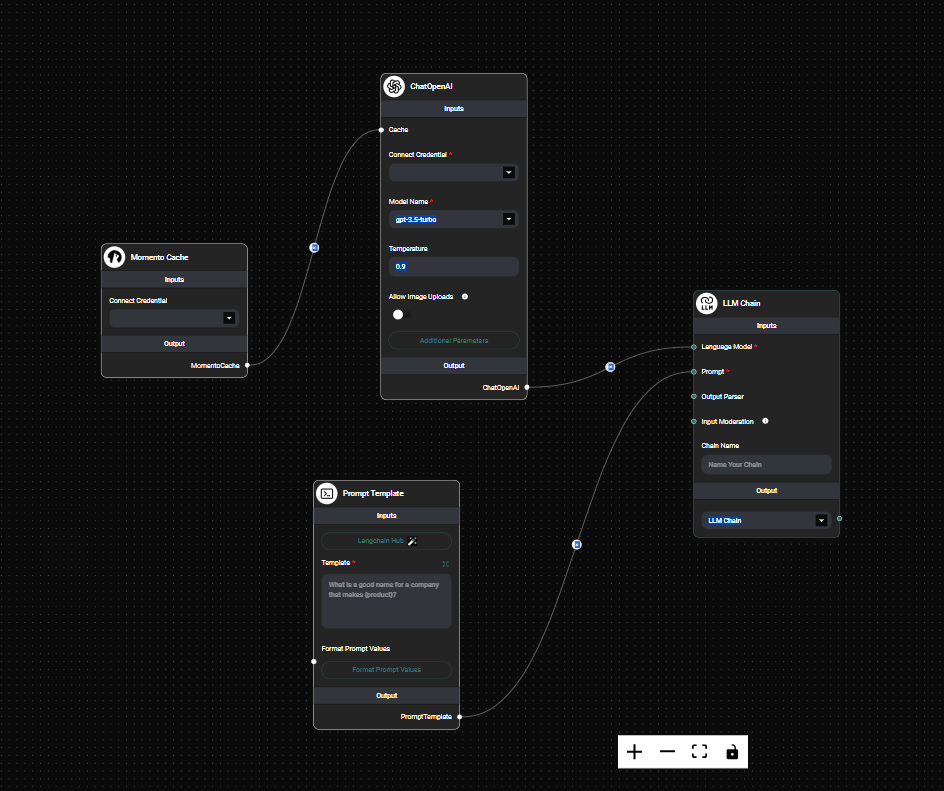 ChatOpenAI
Inputs
Cache
Connect Credential *
Model Name *
gpt-3.5-turbo
Temperature
0.9
Allow Image Uploads
Additional Parameters
Output
ChatOpenAI
Momento Cache
Inputs
Connect Credential
Output
MomentoCache
LLM
LLM Chain
Inputs
Language Model *
Prompt *
Output Parser
Input Moderation
Chain Name
Name Your Chain
Output
LLM Chain
Prompt Template
Inputs
Langchain Hub
Template *
What is a good name for a company
that makes {product}?
Format Prompt Values
Format Prompt Values
Output
PromptTemplate